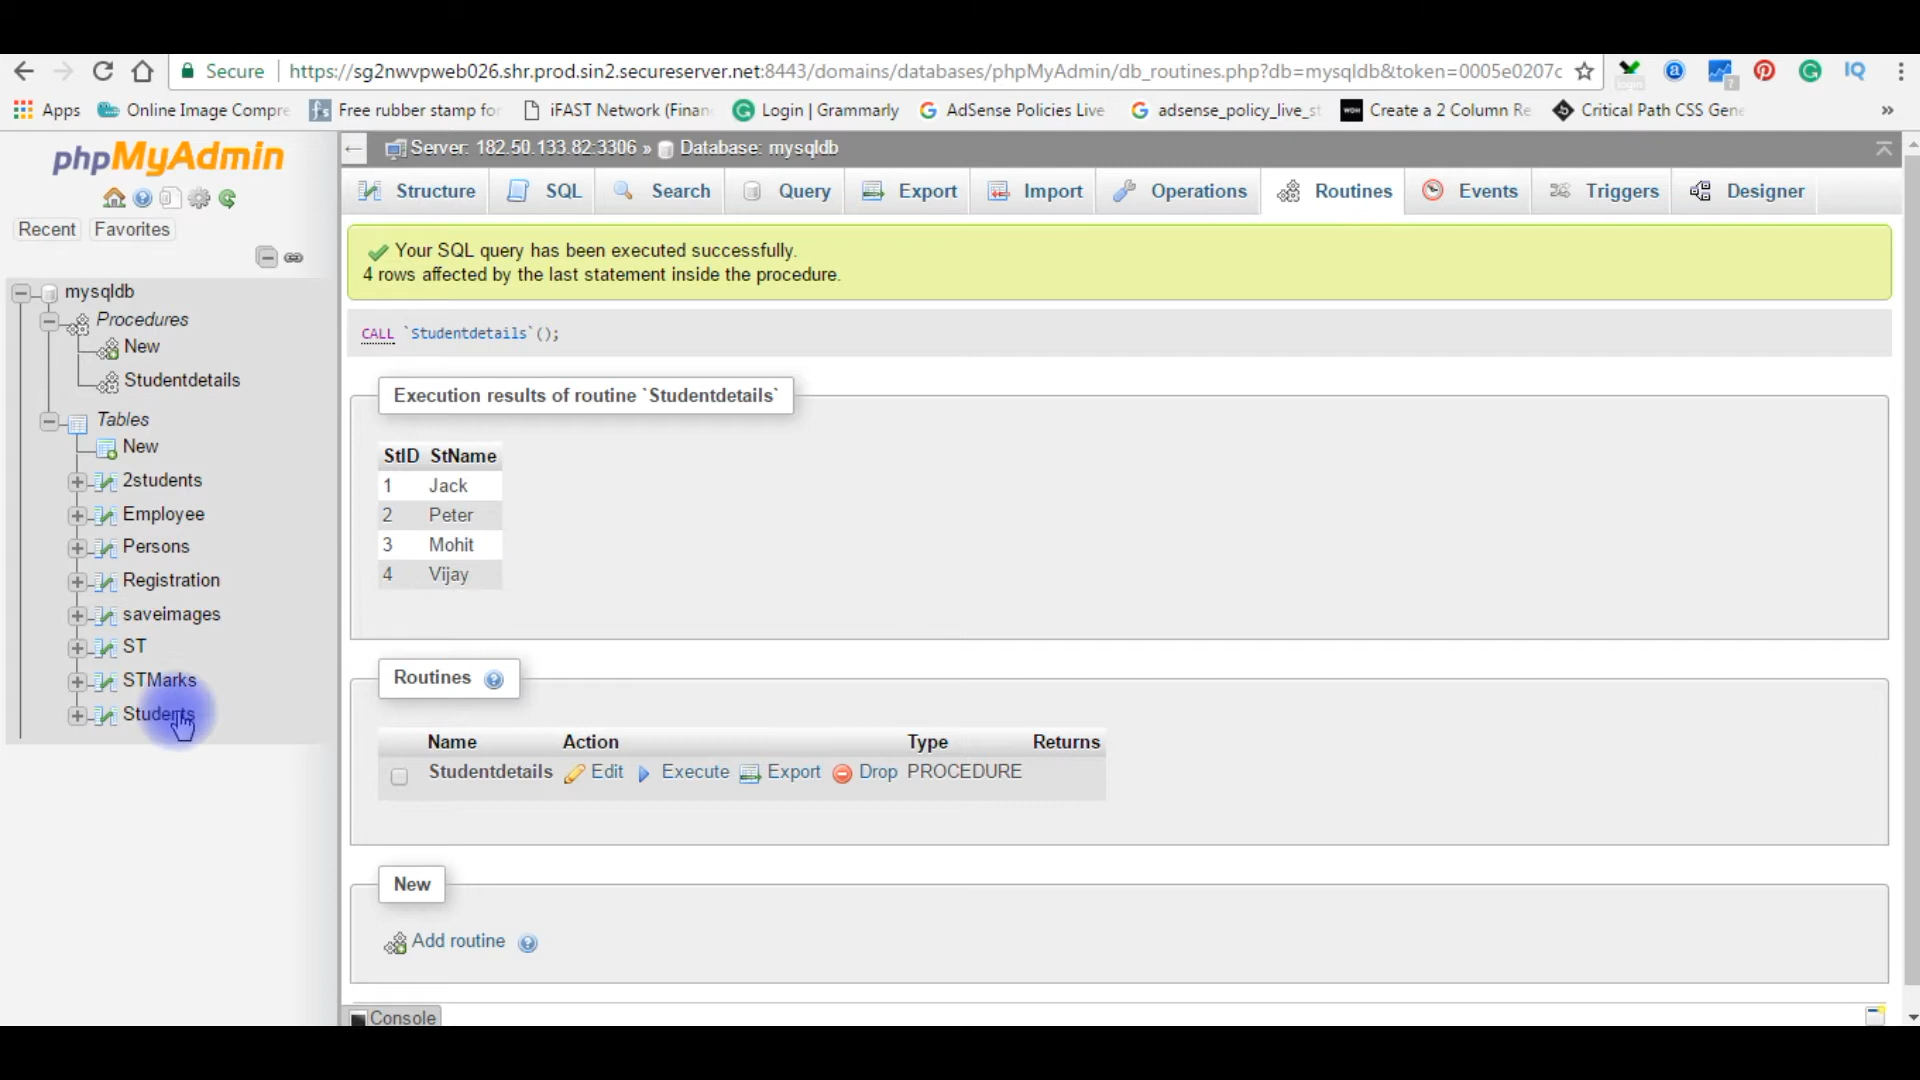 Secure https://sg2nwvpweb026.shr.prod.sin2.secureserver.net:8443/domains/databases/phpMyAdmin/db_routines.php?db=mysqldb&token=0005e0207c
IQ
Apps Online Image Compre Free rubber stamp for iFAST Network (Finan Login | Grammarly AdSense Policies Live adsense_policy_live_st Create a 2 Column Re Critical Path CSS Gene »
phpMyAdmin
Recent Favorites
mysqldb
Procedures
New
Studentdetails
Tables
New
2students
Employee
Persons
Registration
saveimages
ST
STMarks
Students
Server: 182.50.133.82:3306 » Database: mysqldb
Structure SQL Search Query Export Import Operations Routines Events Triggers Designer
Your SQL query has been executed successfully.
4 rows affected by the last statement inside the procedure.
CALL `Studentdetails`();
Execution results of routine `Studentdetails`
StID StName
1 Jack
2 Peter
3 Mohit
4 Vijay
Routines
Name Action Type Returns
Studentdetails Edit Execute Export Drop PROCEDURE
New
Add routine
Console